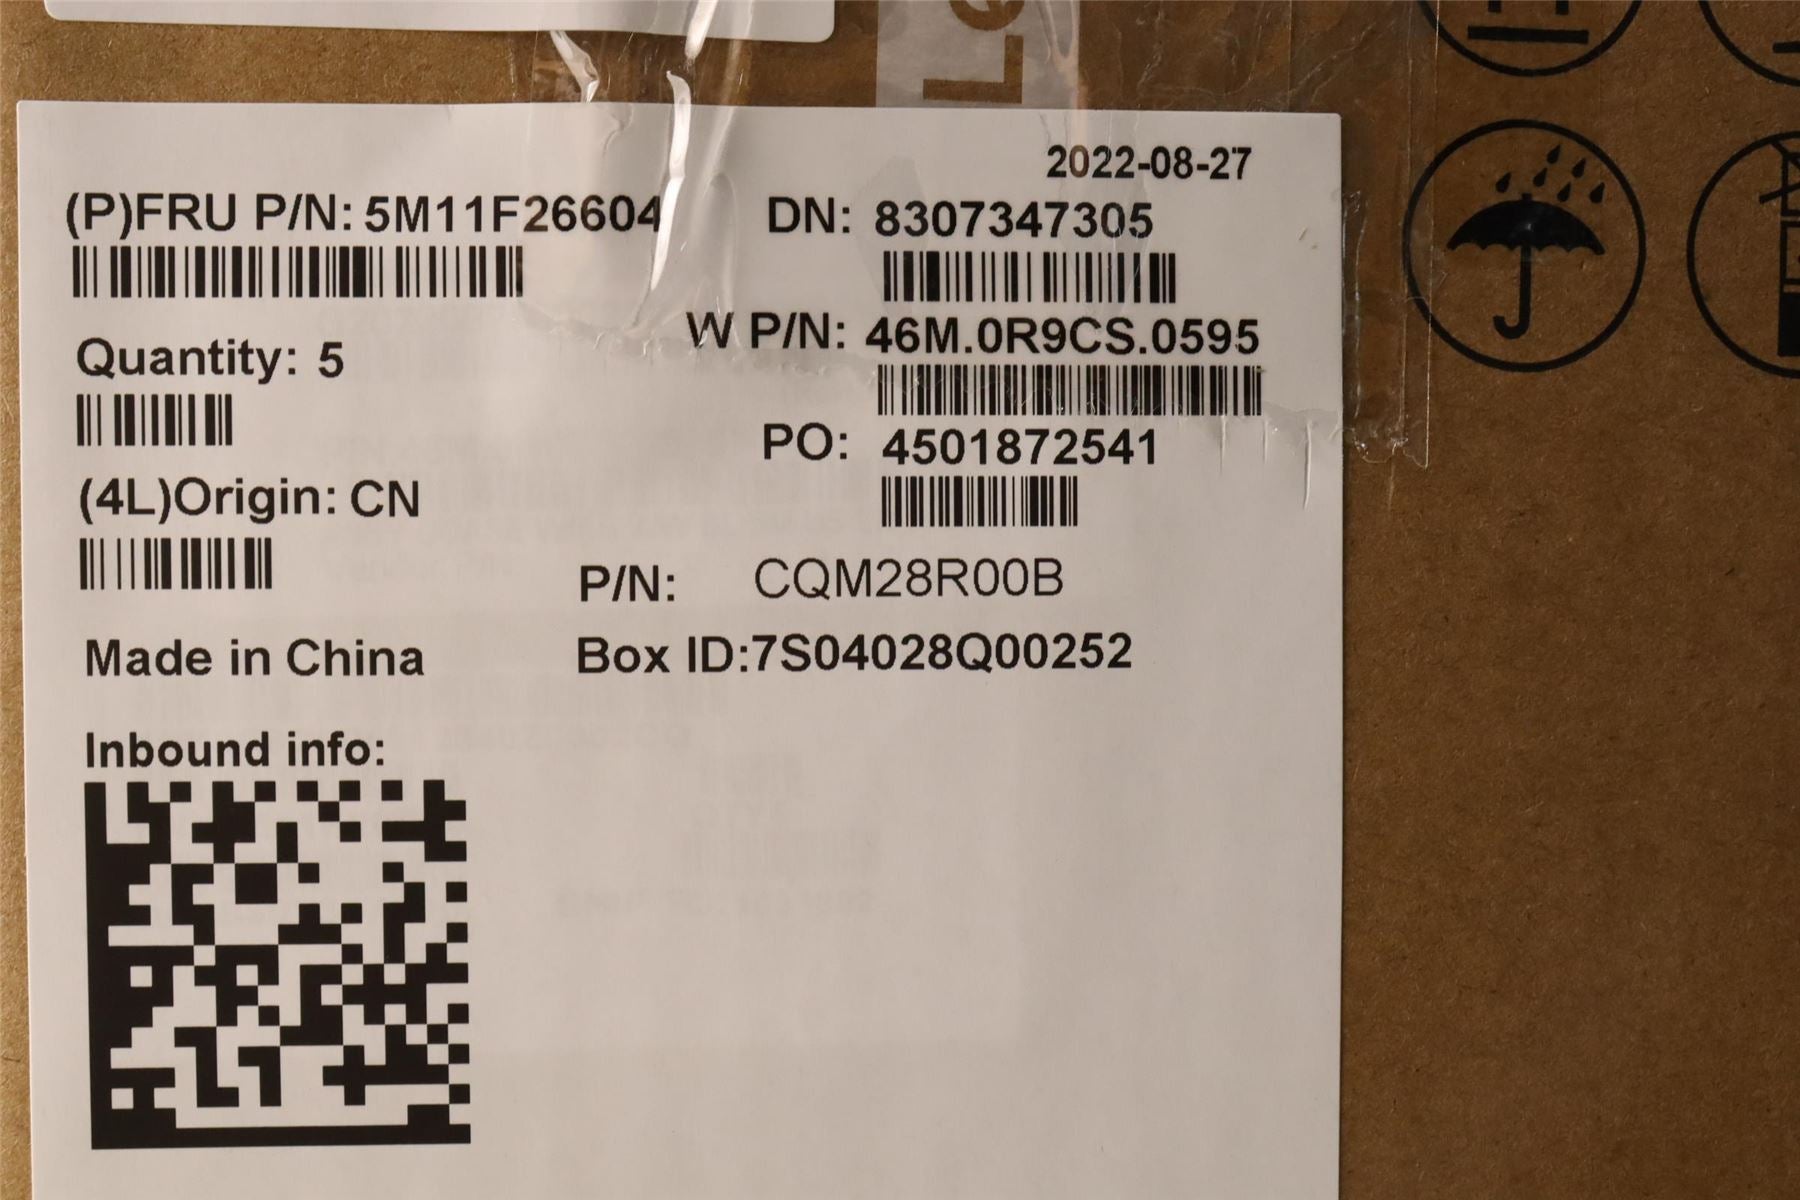 Le
2022-08-27
(P)FRU P/N: 5M11F26604
DN: 8307347305
W P/N: 46M.0R9CS.0595
Quantity: 5
PO: 4501872541
(4L)Origin: CN
P/N: CQM28R00B
Made in China
Box ID:7S04028Q00252
Inbound info: